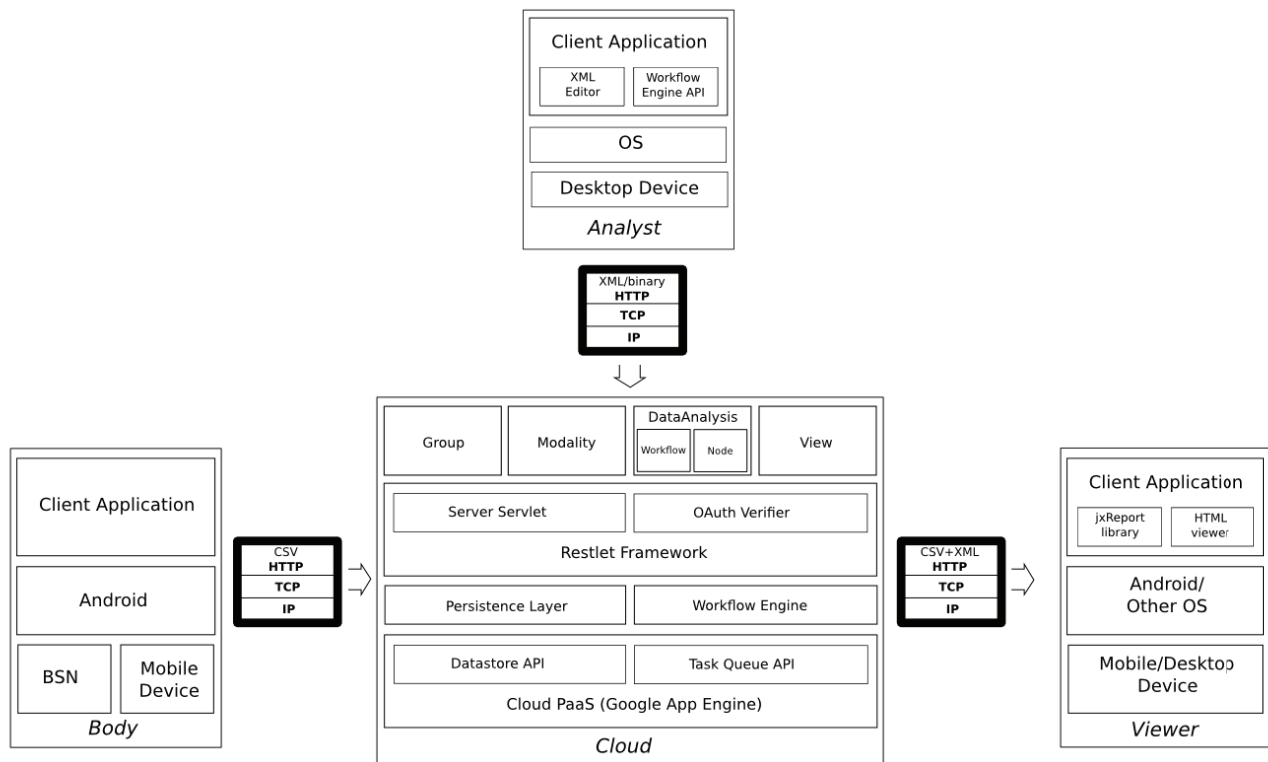 Client Application
XML
Editor
Workflow
Engine API
OS
Desktop Device
Analyst
XML/binary
HTTP
TCP
IP
Client Application
Android
BSN
Mobile
Device
Body
CSV
HTTP
TCP
IP
Group
Modality
DataAnalysis
Workflow
Node
View
Server Servlet
OAuth Verifier
Restlet Framework
Persistence Layer
Workflow Engine
Datastore API
Task Queue API
Cloud PaaS (Google App Engine)
Cloud
CSV+XML
HTTP
TCP
IP
Client Application
jxReport
library
HTML
viewer
Android/
Other OS
Mobile/Desktop
Device
Viewer